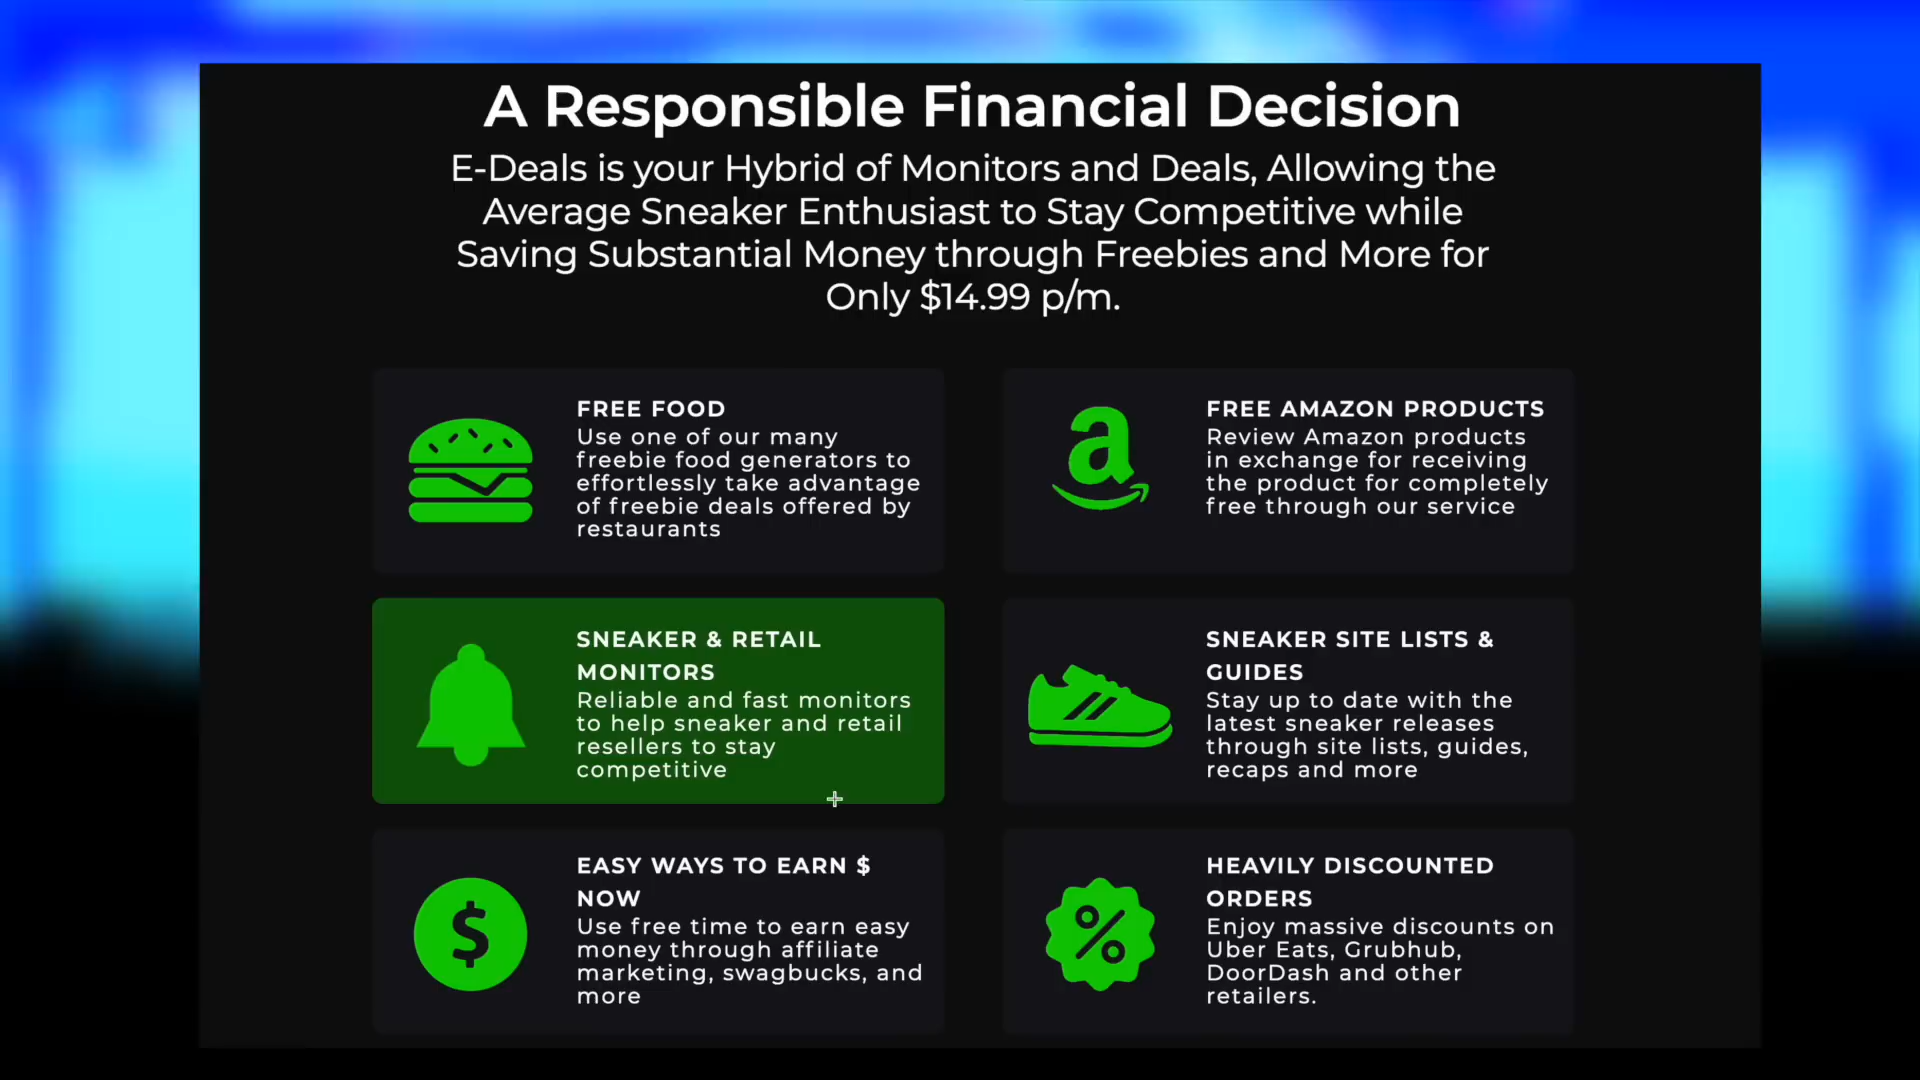 A Responsible Financial Decision
E-Deals is your Hybrid of Monitors and Deals, Allowing the
Average Sneaker Enthusiast to Stay Competitive while
Saving Substantial Money through Freebies and More for
Only $14.99 p/m.
FREE FOOD
Use one of our many
freebie food generators to
effortlessly take advantage
of freebie deals offered by
restaurants
FREE AMAZON PRODUCTS
Review Amazon products
in exchange for receiving
the product for completely
free through our service
SNEAKER & RETAIL
MONITORS
Reliable and fast monitors
to help sneaker and retail
resellers to stay
competitive
SNEAKER SITE LISTS &
GUIDES
Stay up to date with the
latest sneaker releases
through site lists, guides,
recaps and more
EASY WAYS TO EARN $
NOW
Use free time to earn easy
money through affiliate
marketing, swagbucks, and
more
HEAVILY DISCOUNTED
ORDERS
Enjoy massive discounts on
Uber Eats, Grubhub,
DoorDash and other
retailers.